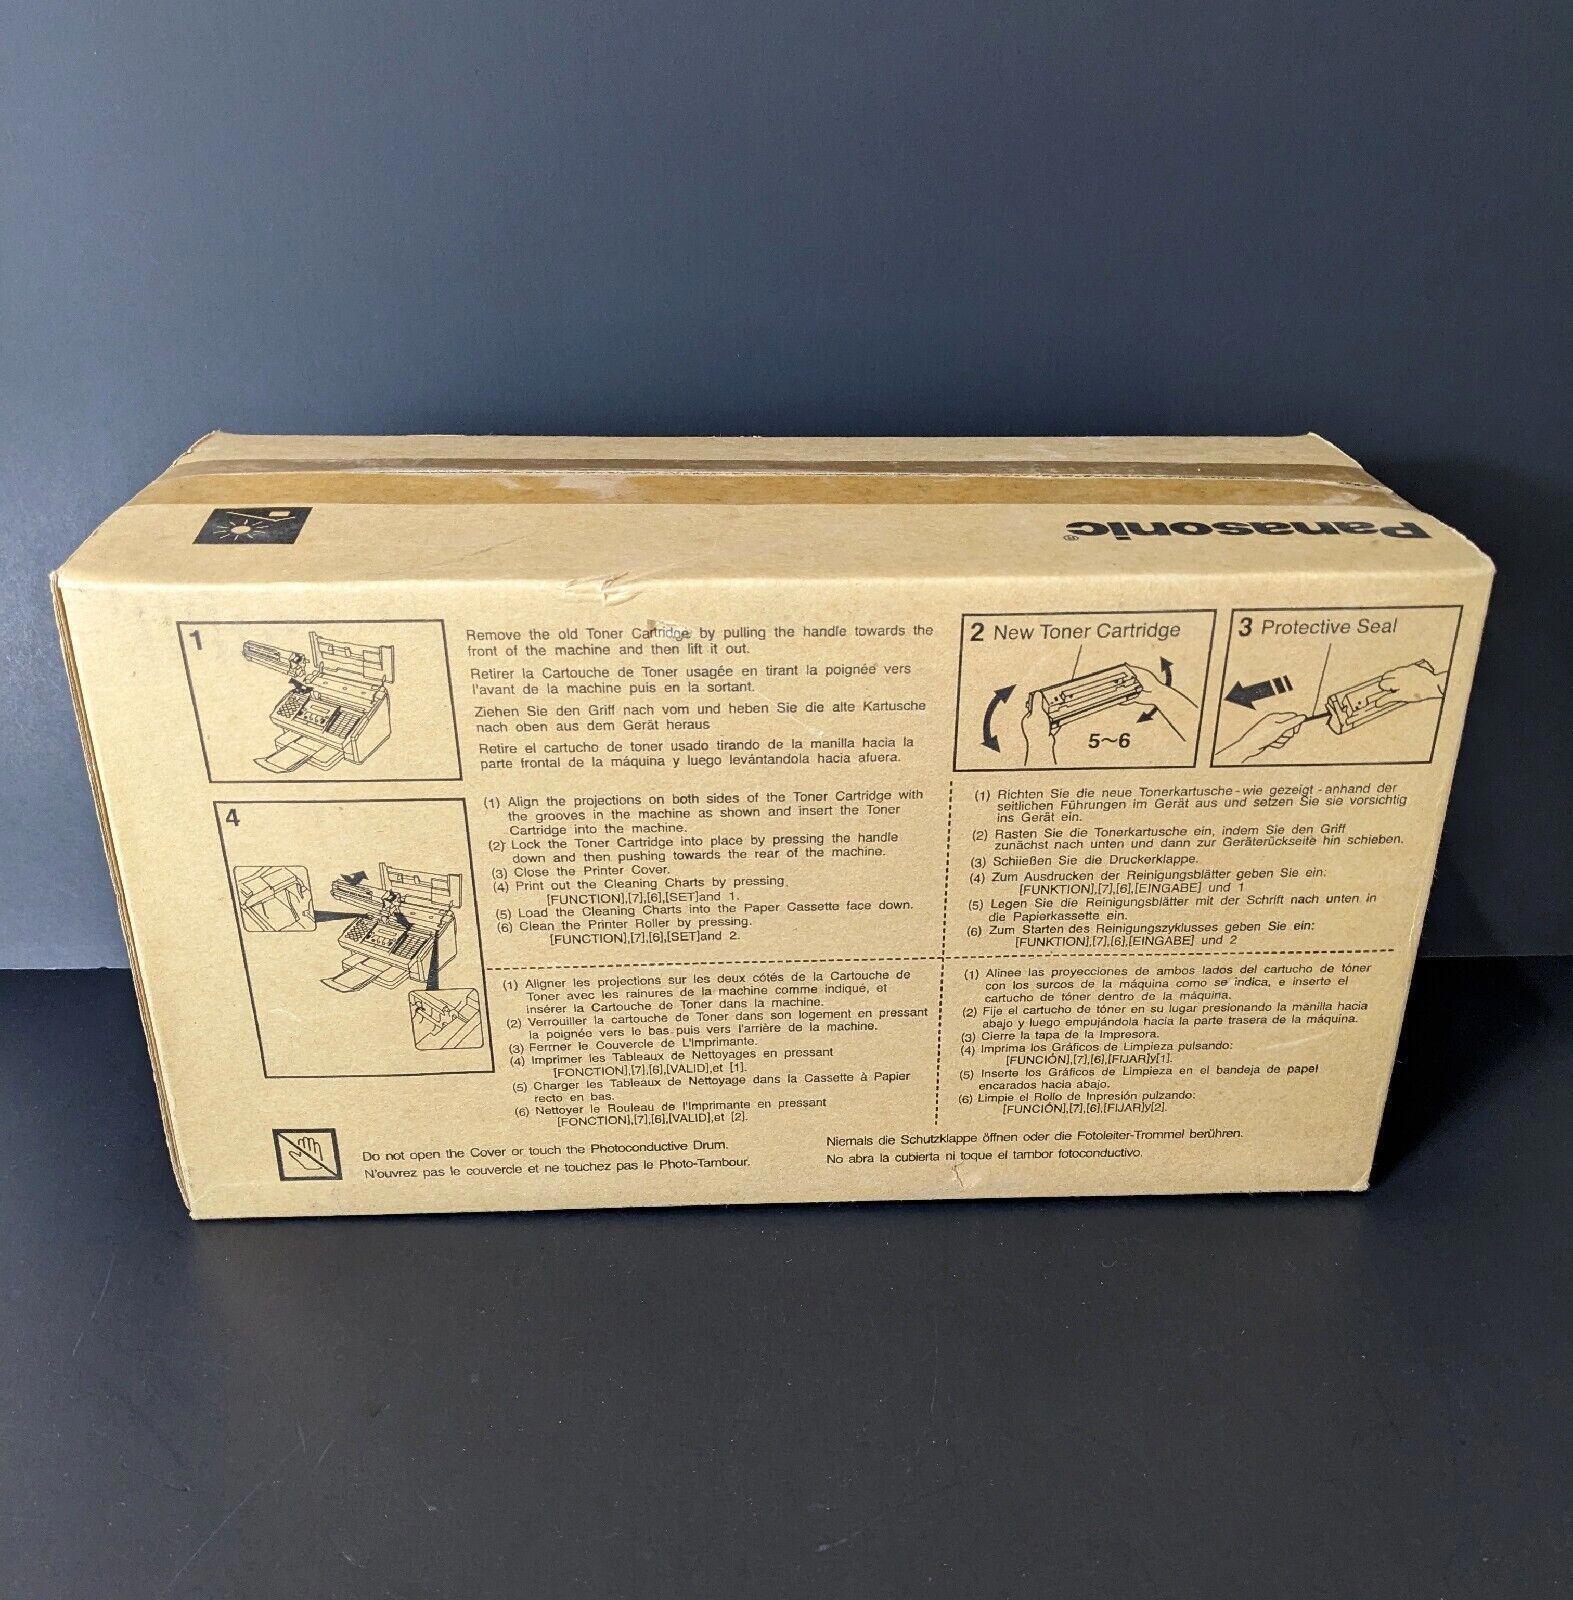 Panasonic®
1
Remove the old Toner Cartridge by pulling the handle towards the
front of the machine and then lift it out.
Retirer la Cartouche de Toner usagée en tirant la poignée vers
l'avant de la machine puis en la sortant.
Ziehen Sie den Griff nach vorn und heben Sie die alte Kartusche
nach oben aus dem Gerät heraus
Retire el cartucho de toner usado tirando de la manilla hacia la
parte frontal de la máquina y luego levántandola hacia afuera.
2 New Toner Cartridge
5~6
3 Protective Seal
4
(1) Align the projections on both sides of the Toner Cartridge with
the grooves in the machine as shown and insert the Toner
Cartridge into the machine.
(2) Lock the Toner Cartridge into place by pressing the handle
down and then pushing towards the rear of the machine.
(3) Close the Printer Cover.
(4) Print out the Cleaning Charts by pressing,
[FUNCTION],[7],[6],[SET]and 1.
(5) Load the Cleaning Charts into the Paper Cassette face down.
(6) Clean the Printer Roller by pressing.
[FUNCTION],[7],[6],[SET]and 2.
(1) Richten Sie die neue Tonerkartusche-wie gezeigt-anhand der
seitlichen Führungen im Gerät aus und setzen Sie sie vorsichtig
ins Gerät ein.
(2) Rasten Sie die Tonerkartusche ein, indem Sie den Griff
zunächst nach unten und dann zur Geräterückseite hin schieben.
(3) Schiießen Sie die Druckerklappe.
(4) Zum Ausdrucken der Reinigungsblätter geben Sie ein:
[FUNKTION],[7],[6],[EINGABE] und 1
(5) Legen Sie die Reinigungsblätter mit der Schrift nach unten in
die Papierkassette ein.
(6) Zum Starten des Reinigungszyklusses geben Sie ein:
[FUNKTION],[7],[6],[EINGABE] und 2
(1) Aligner les projections sur les deux côtés de la Cartouche de
Toner avec les rainures de la machine comme indiqué, et
insérer la Cartouche de Toner dans la machine.
(2) Verrouiller la cartouche de Toner dans son logement en pressant
la poignée vers le bas puis vers l'arrière de la machine.
(3) Fermer le Couvercle de L'Imprimante.
(4) Imprimer les Tableaux de Nettoyages en pressant
[FONCTION],[7],[6],[VALID],et [1].
(5) Charger les Tableaux de Nettoyage dans la Cassette à Papier
recto en bas.
(6) Nettoyer le Rouleau de l'Imprimante en pressant
[FONCTION],[7],[6],[VALID],et [2].
(1) Alinee las proyecciones de ambos lados del cartucho de tóner
con los surcos de la máquina como se indica, e inserte el
cartucho de tóner dentro de la máquina.
(2) Fije el cartucho de tóner en su lugar presionando la manilla hacia
abajo y luego empujándola hacia la parte trasera de la máquina.
(3) Cierre la tapa de la Impresora.
(4) Imprima los Gráficos de Limpieza pulsando:
[FUNCIÓN],[7],[6],[FIJAR]y[1].
(5) Inserte los Gráficos de Limpieza en el bandeja de papel
encarados hacia abajo.
(6) Limpie el Rollo de Inpresión pulzando:
[FUNCIÓN],[7],[6],[FIJAR]y[2].
Do not open the Cover or touch the Photoconductive Drum.
N'ouvrez pas le couvercle et ne touchez pas le Photo-Tambour.
Niemals die Schutzklappe öffnen oder die Fotoleiter-Trommel berühren.
No abra la cubierta ni toque el tambor fotoconductivo.